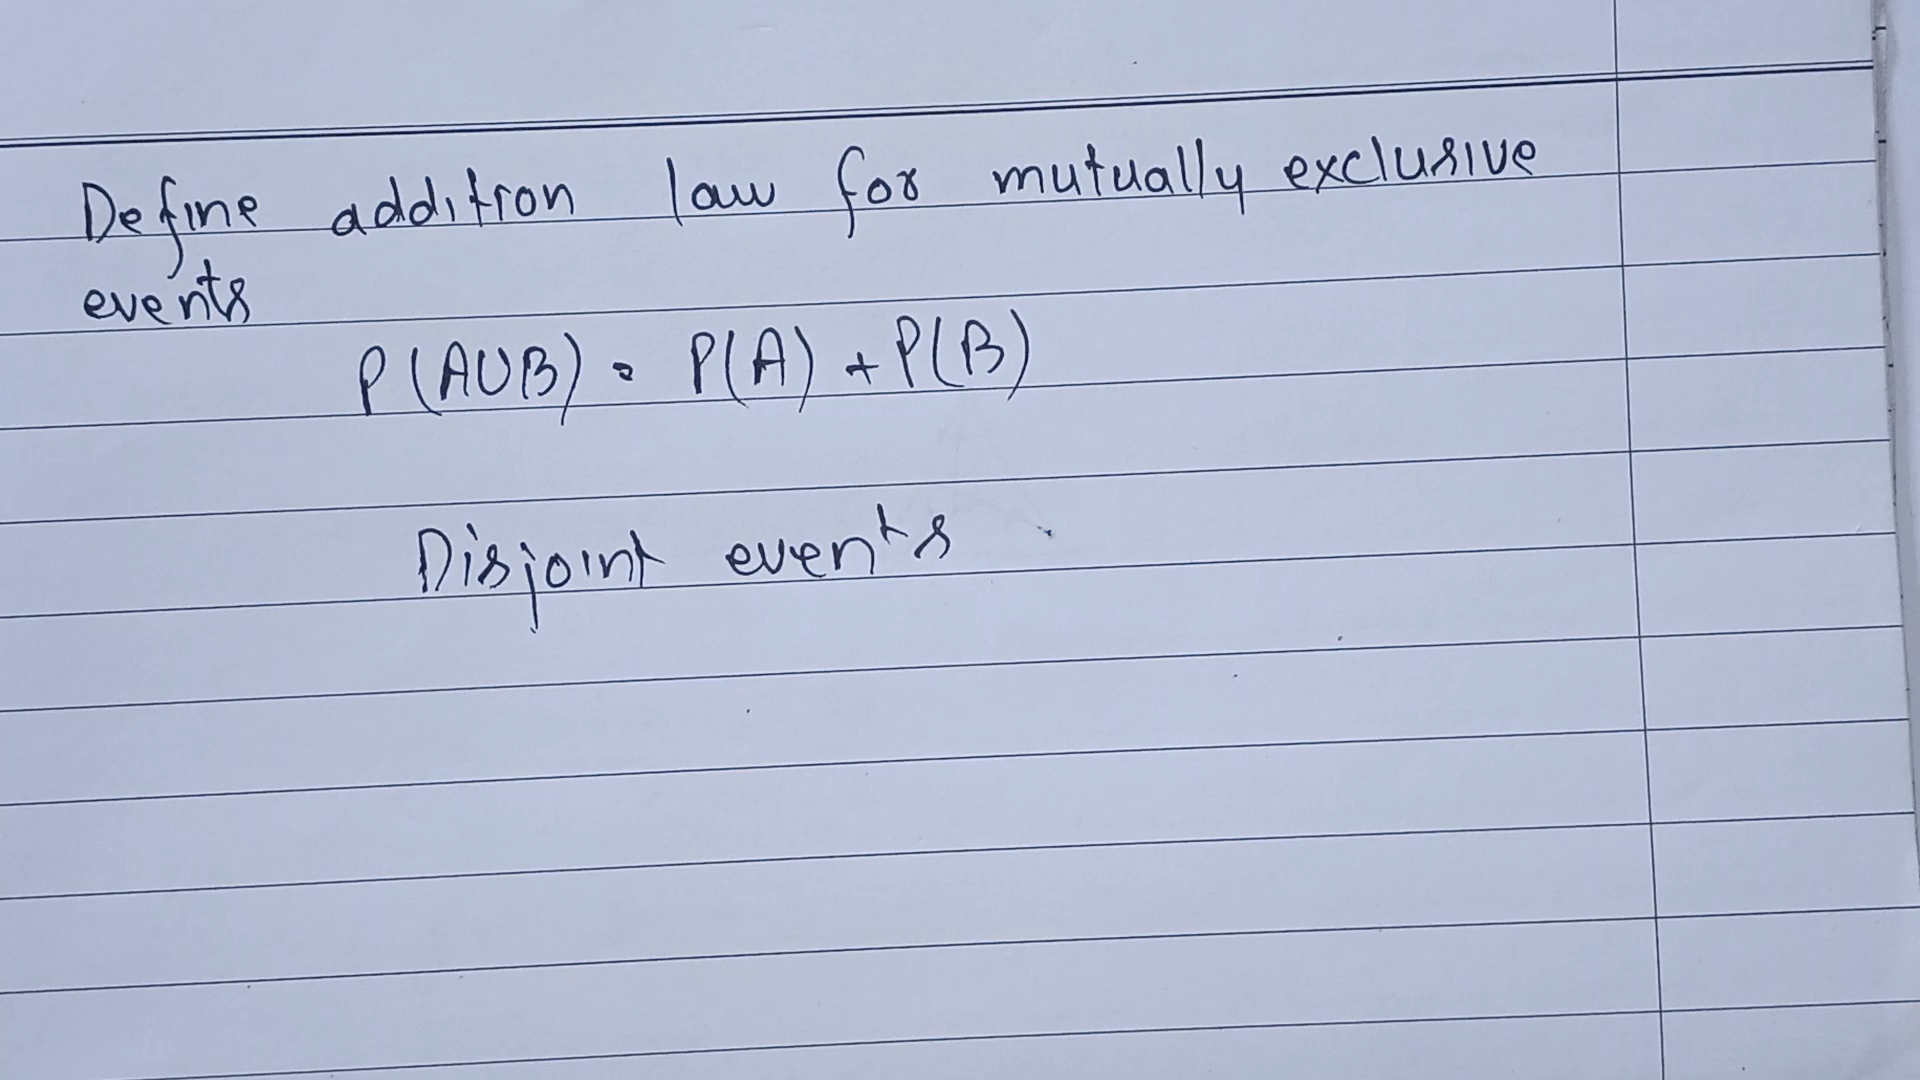 Define addition law for mutually exclusive
events
P(AUB) = P(A) + P(B)
Disjoint events